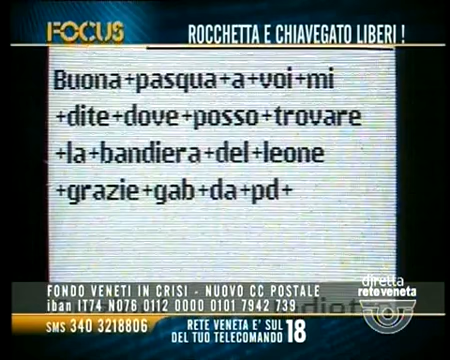 FOCUS
ROCCHETTA E CHIAVEGATO LIBERI !
Buona+pasqua+a+voi+mi
+dite+dove+posso+trovare
+la+bandiera+del+leone
+grazie+gab+da+pd+
FONDO VENETI IN CRISI - NUOVO CC POSTALE
iban IT74 N076 0112 0000 0101 7942 739
diretta
reteveneta
SMS 340 3218806
RETE VENETA E' SUL
DEL TUO TELECOMANDO 18